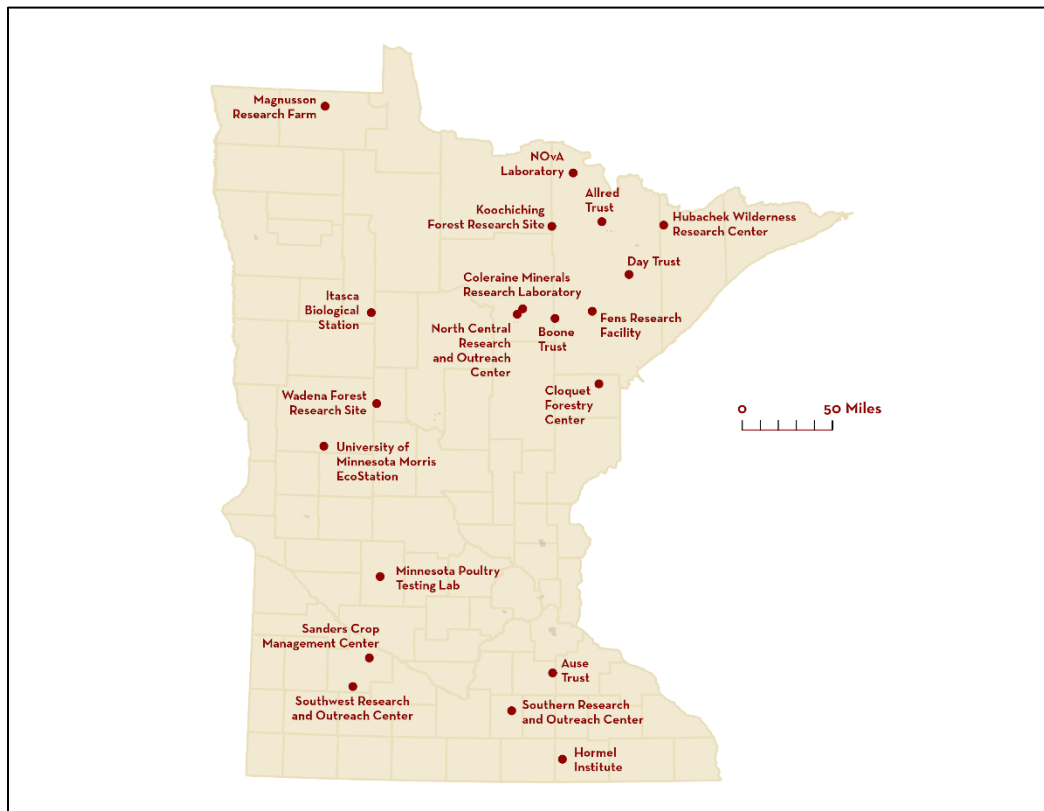 Magnusson
Research Farm
NOvA
Laboratory
Allred
Trust
Koochiching
Forest Research Site
Hubachek Wilderness
Research Center
Day Trust
Coleraine Minerals
Research Laboratory
Itasca
Biological
Station
North Central
Research
and Outreach
Center
Boone
Trust
Fens Research
Facility
Wadena Forest
Research Site
Cloquet
Forestry
Center
0 50 Miles
University of
Minnesota Morris
EcoStation
Minnesota Poultry
Testing Lab
Sanders Crop
Management Center
Ause
Trust
Southwest Research
and Outreach Center
Southern Research
and Outreach Center
Hormel
Institute